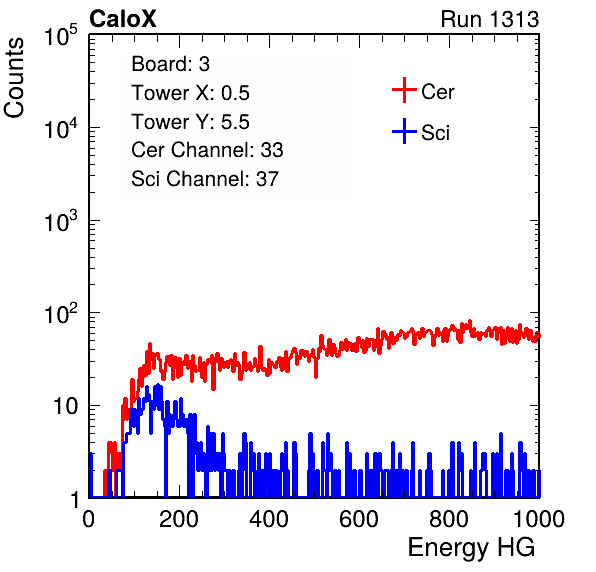 CaloX Run 1313
Counts
Board: 3
Tower X: 0.5
Tower Y: 5.5
Cer Channel: 33
Sci Channel: 37
Cer
Sci
10^5
10^4
10^3
10^2
10
1
0 200 400 600 800 1000
Energy HG